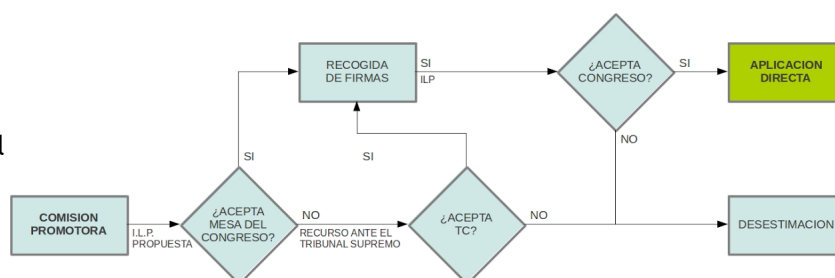 RECOGIDA
DE FIRMAS
SI
ILP
¿ACEPTA
CONGRESO?
SI
APLICACION
DIRECTA
NO
SI
SI
COMISION
PROMOTORA
I.L.P.
PROPUESTA
¿ACEPTA
MESA DEL
CONGRESO?
NO
RECURSO ANTE EL
TRIBUNAL SUPREMO
¿ACEPTA
TC?
NO
DESESTIMACION